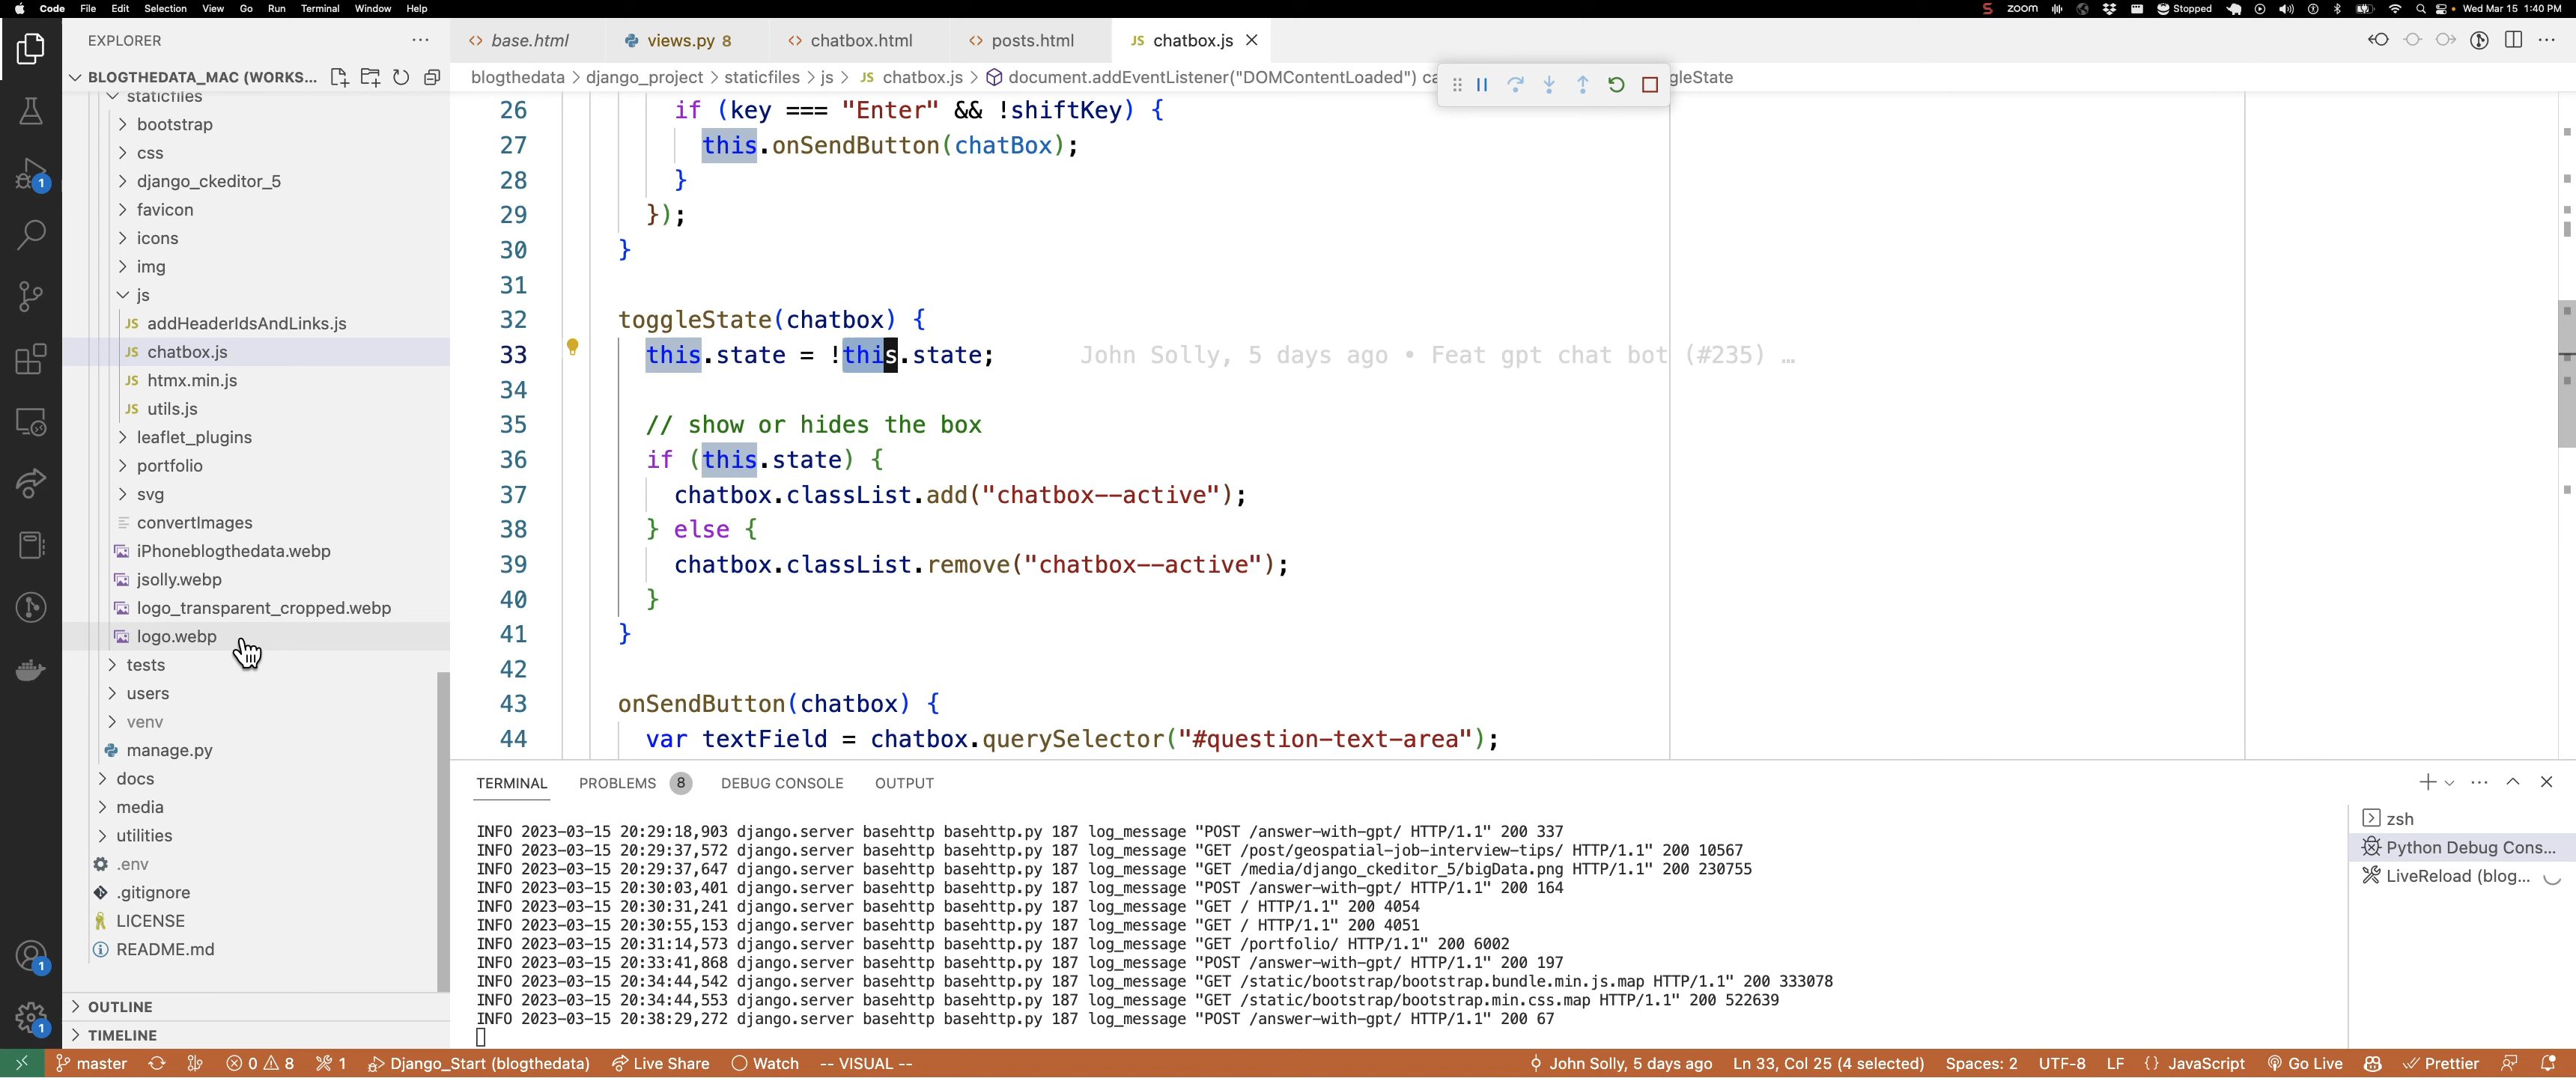 Code File Edit Selection View Go Run Terminal Window Help
zoom Stopped Wed Mar 15 1:40 PM
EXPLORER
BLOGTHEDATA_MAC (WORKS...
staticfiles
bootstrap
css
django_ckeditor_5
favicon
icons
img
js
JS addHeaderIdsAndLinks.js
JS chatbox.js
JS htmx.min.js
JS utils.js
leaflet_plugins
portfolio
svg
convertImages
iPhoneblogthedata.webp
jsolly.webp
logo_transparent_cropped.webp
logo.webp
tests
users
venv
manage.py
docs
media
utilities
.env
.gitignore
LICENSE
README.md
OUTLINE
TIMELINE
base.html views.py 8 chatbox.html posts.html JS chatbox.js
blogthedata > django_project > staticfiles > js > JS chatbox.js > document.addEventListener("DOMContentLoaded") ca gleState
26 if (key === "Enter" && !shiftKey) {
27 this.onSendButton(chatBox);
28 }
29 });
30 }
31
32 toggleState(chatbox) {
33 this.state = !this.state; John Solly, 5 days ago • Feat gpt chat bot (#235) …
34
35 // show or hides the box
36 if (this.state) {
37 chatbox.classList.add("chatbox--active");
38 } else {
39 chatbox.classList.remove("chatbox--active");
40 }
41 }
42
43 onSendButton(chatbox) {
44 var textField = chatbox.querySelector("#question-text-area");
TERMINAL PROBLEMS 8 DEBUG CONSOLE OUTPUT
INFO 2023-03-15 20:29:18,903 django.server basehttp basehttp.py 187 log_message "POST /answer-with-gpt/ HTTP/1.1" 200 337
INFO 2023-03-15 20:29:37,572 django.server basehttp basehttp.py 187 log_message "GET /post/geospatial-job-interview-tips/ HTTP/1.1" 200 10567
INFO 2023-03-15 20:29:37,647 django.server basehttp basehttp.py 187 log_message "GET /media/django_ckeditor_5/bigData.png HTTP/1.1" 200 230755
INFO 2023-03-15 20:30:03,401 django.server basehttp basehttp.py 187 log_message "POST /answer-with-gpt/ HTTP/1.1" 200 164
INFO 2023-03-15 20:30:31,241 django.server basehttp basehttp.py 187 log_message "GET / HTTP/1.1" 200 4054
INFO 2023-03-15 20:30:55,153 django.server basehttp basehttp.py 187 log_message "GET / HTTP/1.1" 200 4051
INFO 2023-03-15 20:31:14,573 django.server basehttp basehttp.py 187 log_message "GET /portfolio/ HTTP/1.1" 200 6002
INFO 2023-03-15 20:33:41,868 django.server basehttp basehttp.py 187 log_message "POST /answer-with-gpt/ HTTP/1.1" 200 197
INFO 2023-03-15 20:34:44,542 django.server basehttp basehttp.py 187 log_message "GET /static/bootstrap/bootstrap.bundle.min.js.map HTTP/1.1" 200 333078
INFO 2023-03-15 20:34:44,553 django.server basehttp basehttp.py 187 log_message "GET /static/bootstrap/bootstrap.min.css.map HTTP/1.1" 200 522639
INFO 2023-03-15 20:38:29,272 django.server basehttp basehttp.py 187 log_message "POST /answer-with-gpt/ HTTP/1.1" 200 67
zsh
Python Debug Cons...
LiveReload (blog...
1
1
1
master 0 8 1 Django_Start (blogthedata) Live Share Watch -- VISUAL -- John Solly, 5 days ago Ln 33, Col 25 (4 selected) Spaces: 2 UTF-8 LF {} JavaScript Go Live Prettier